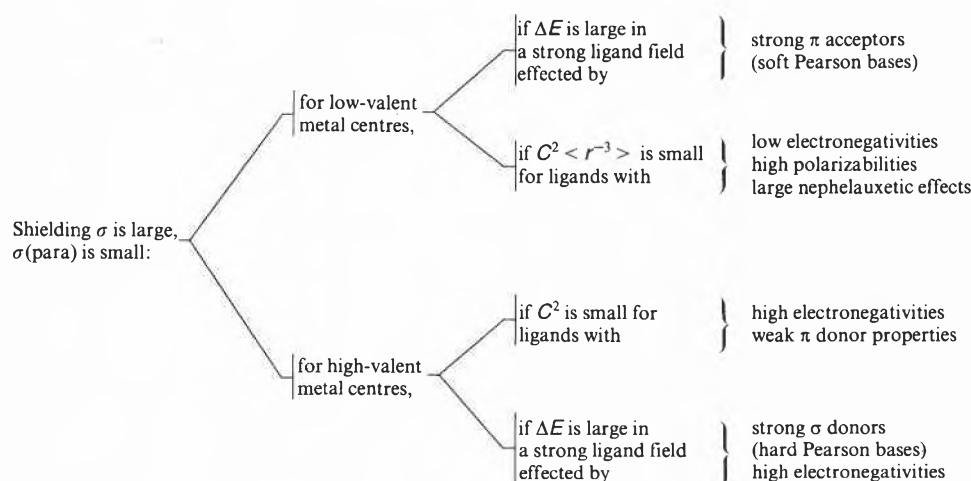 Shielding σ is large,
σ(para) is small:
for low-valent
metal centres,
if ΔE is large in
a strong ligand field
effected by
strong π acceptors
(soft Pearson bases)
if C² < r⁻³ > is small
for ligands with
low electronegativities
high polarizabilities
large nephelauxetic effects
for high-valent
metal centres,
if C² is small for
ligands with
high electronegativities
weak π donor properties
if ΔE is large in
a strong ligand field
effected by
strong σ donors
(hard Pearson bases)
high electronegativities